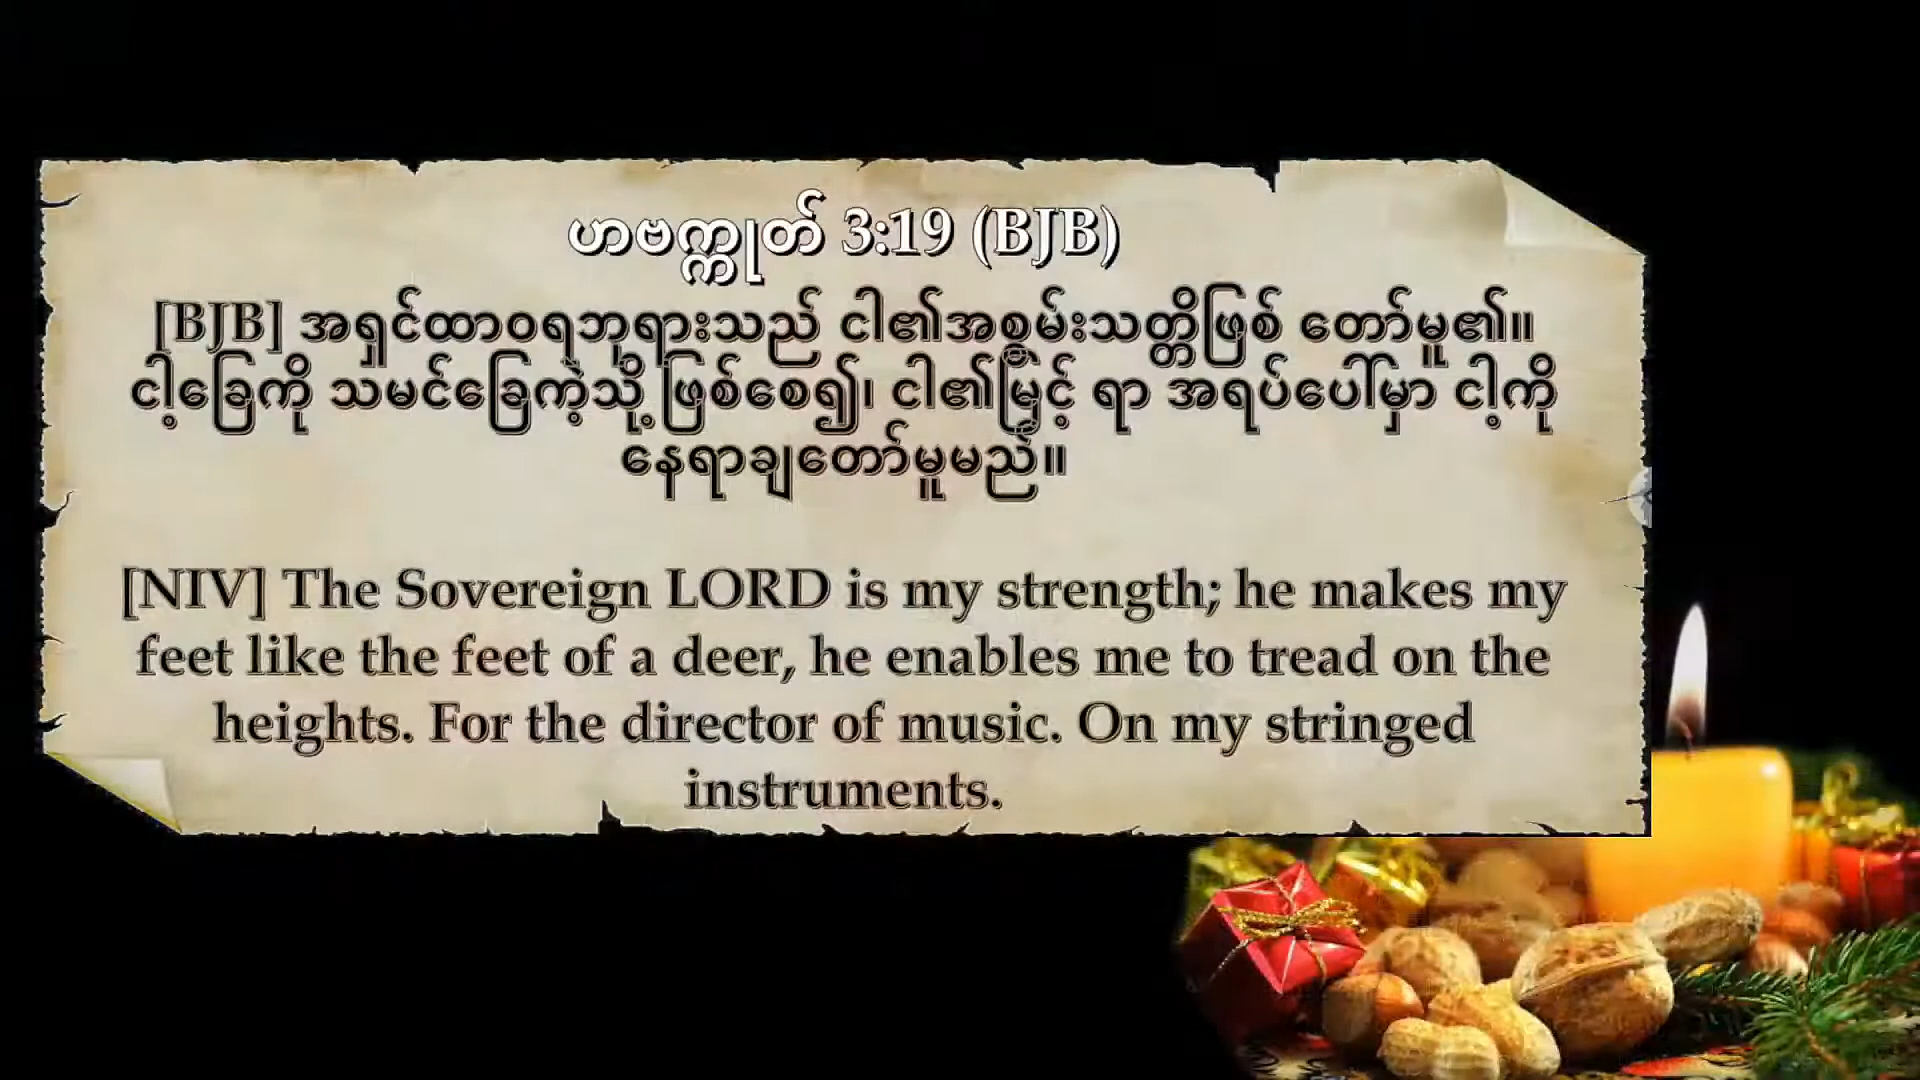 ဟဗက္ကုတ် 3:19 (BJB)
[BJB] အရှင်ထာဝရဘုရားသည် ငါ၏အစွမ်းသတ္တိဖြစ် တော်မူ၏။
ငါ့ခြေကို သမင်ခြေကဲ့သို့ ဖြစ်စေ၍၊ ငါ၏မြင့် ရာ အရပ်ပေါ်မှာ ငါ့ကို
နေရာချတော်မူမည်။
[NIV] The Sovereign LORD is my strength; he makes my
feet like the feet of a deer, he enables me to tread on the
heights. For the director of music. On my stringed
instruments.